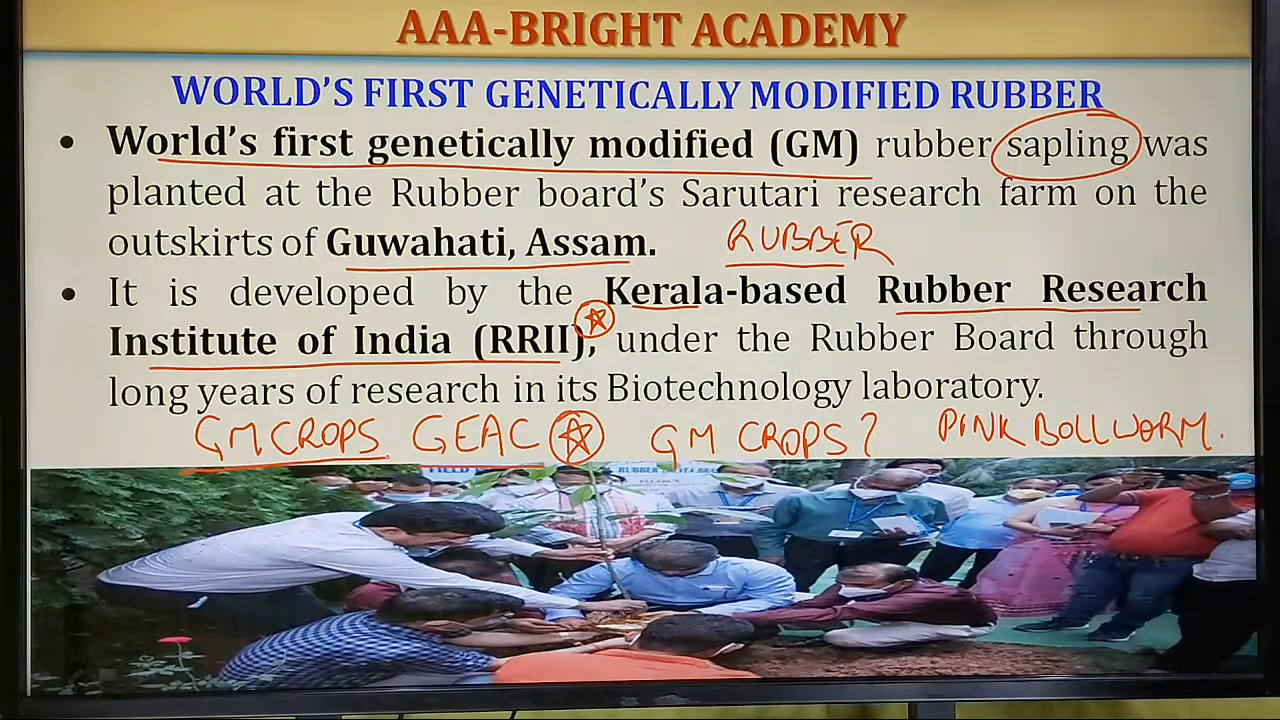 AAA-BRIGHT ACADEMY
WORLD'S FIRST GENETICALLY MODIFIED RUBBER
• World's first genetically modified (GM) rubber sapling was
planted at the Rubber board's Sarutari research farm on the
outskirts of Guwahati, Assam. RUBBER
• It is developed by the Kerala-based Rubber Research
Institute of India (RRII), under the Rubber Board through
long years of research in its Biotechnology laboratory.
GM CROPS GEAC GM CROPS? PINK BOLLWORM.
FIELD RUBBER